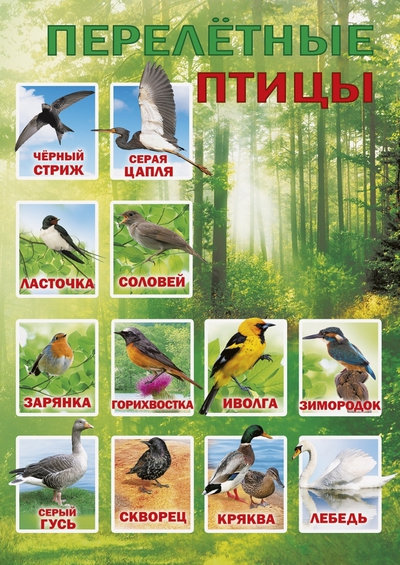 ПЕРЕЛЁТНЫЕ
ПТИЦЫ
ЧЁРНЫЙ
СТРИЖ
СЕРАЯ
ЦАПЛЯ
ЛАСТОЧКА
СОЛОВЕЙ
ЗАРЯНКА
ГОРИХВОСТКА
ИВОЛГА
ЗИМОРОДОК
СЕРЫЙ
ГУСЬ
СКВОРЕЦ
КРЯКВА
ЛЕБЕДЬ